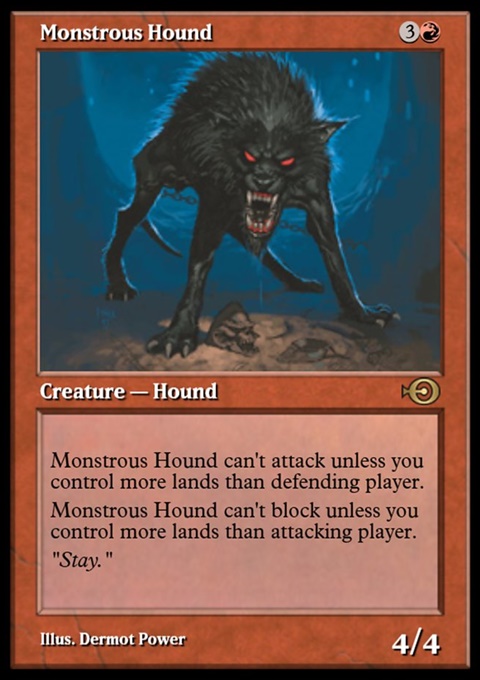 Monstrous Hound 3
Creature — Hound
Monstrous Hound can't attack unless you
control more lands than defending player.
Monstrous Hound can't block unless you
control more lands than attacking player.
"Stay."
Illus. Dermot Power
4/4